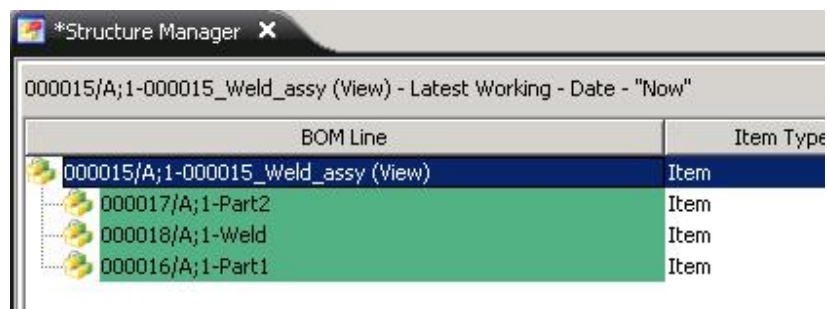 *Structure Manager
000015/A;1-000015_Weld_assy (View) - Latest Working - Date - "Now"
BOM Line Item Type
000015/A;1-000015_Weld_assy (View) Item
000017/A;1-Part2 Item
000018/A;1-Weld Item
000016/A;1-Part1 Item